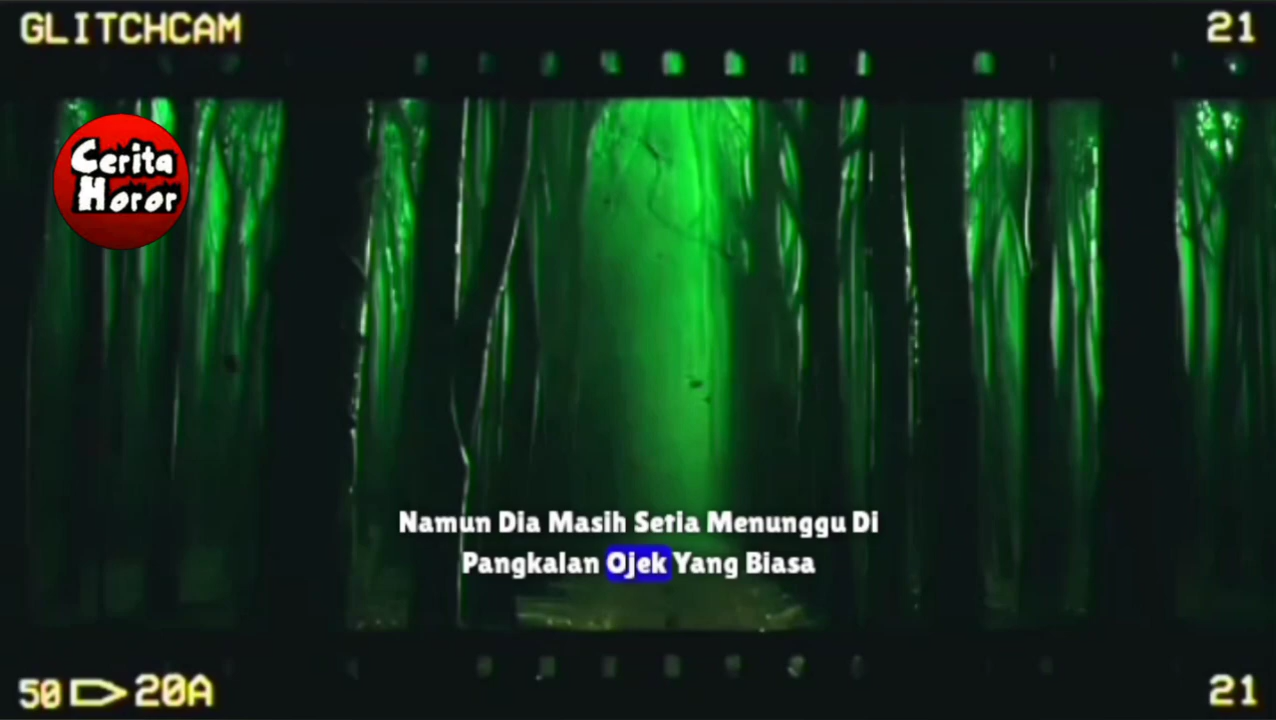 GLITCHCAM
21
Cerita
Horor
Namun Dia Masih Setia Menunggu Di
Pangkalan Ojek Yang Biasa
50 20A
21